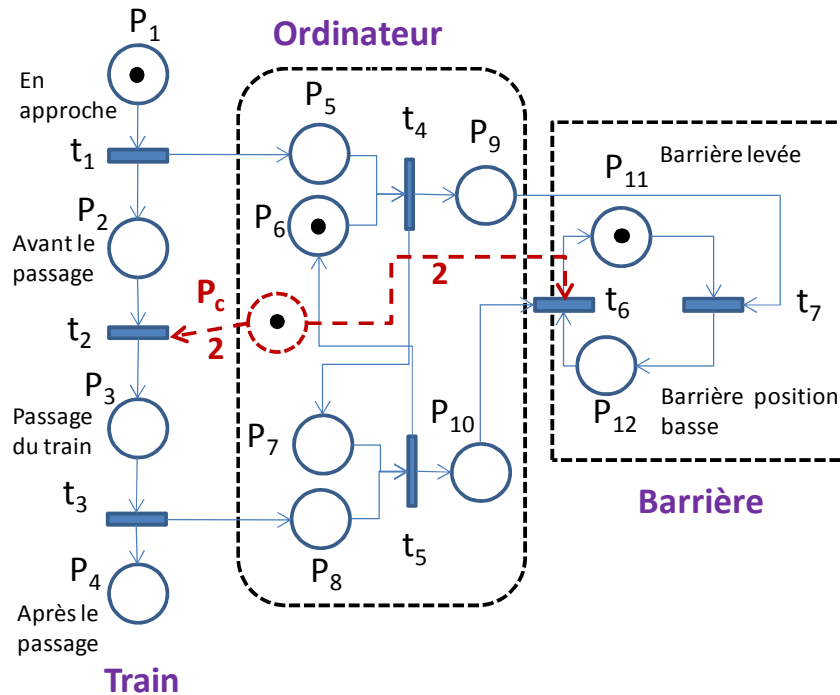 P1
Ordinateur
En
approche
P5
t4
t1
P9
Barrière levée
P11
P2
P6
Avant le
passage
2
Pc
t6
t7
t2
2
P3
P10
P12
Barrière position
basse
Passage
du train
P7
t3
Barrière
t5
P8
P4
Après le
passage
Train